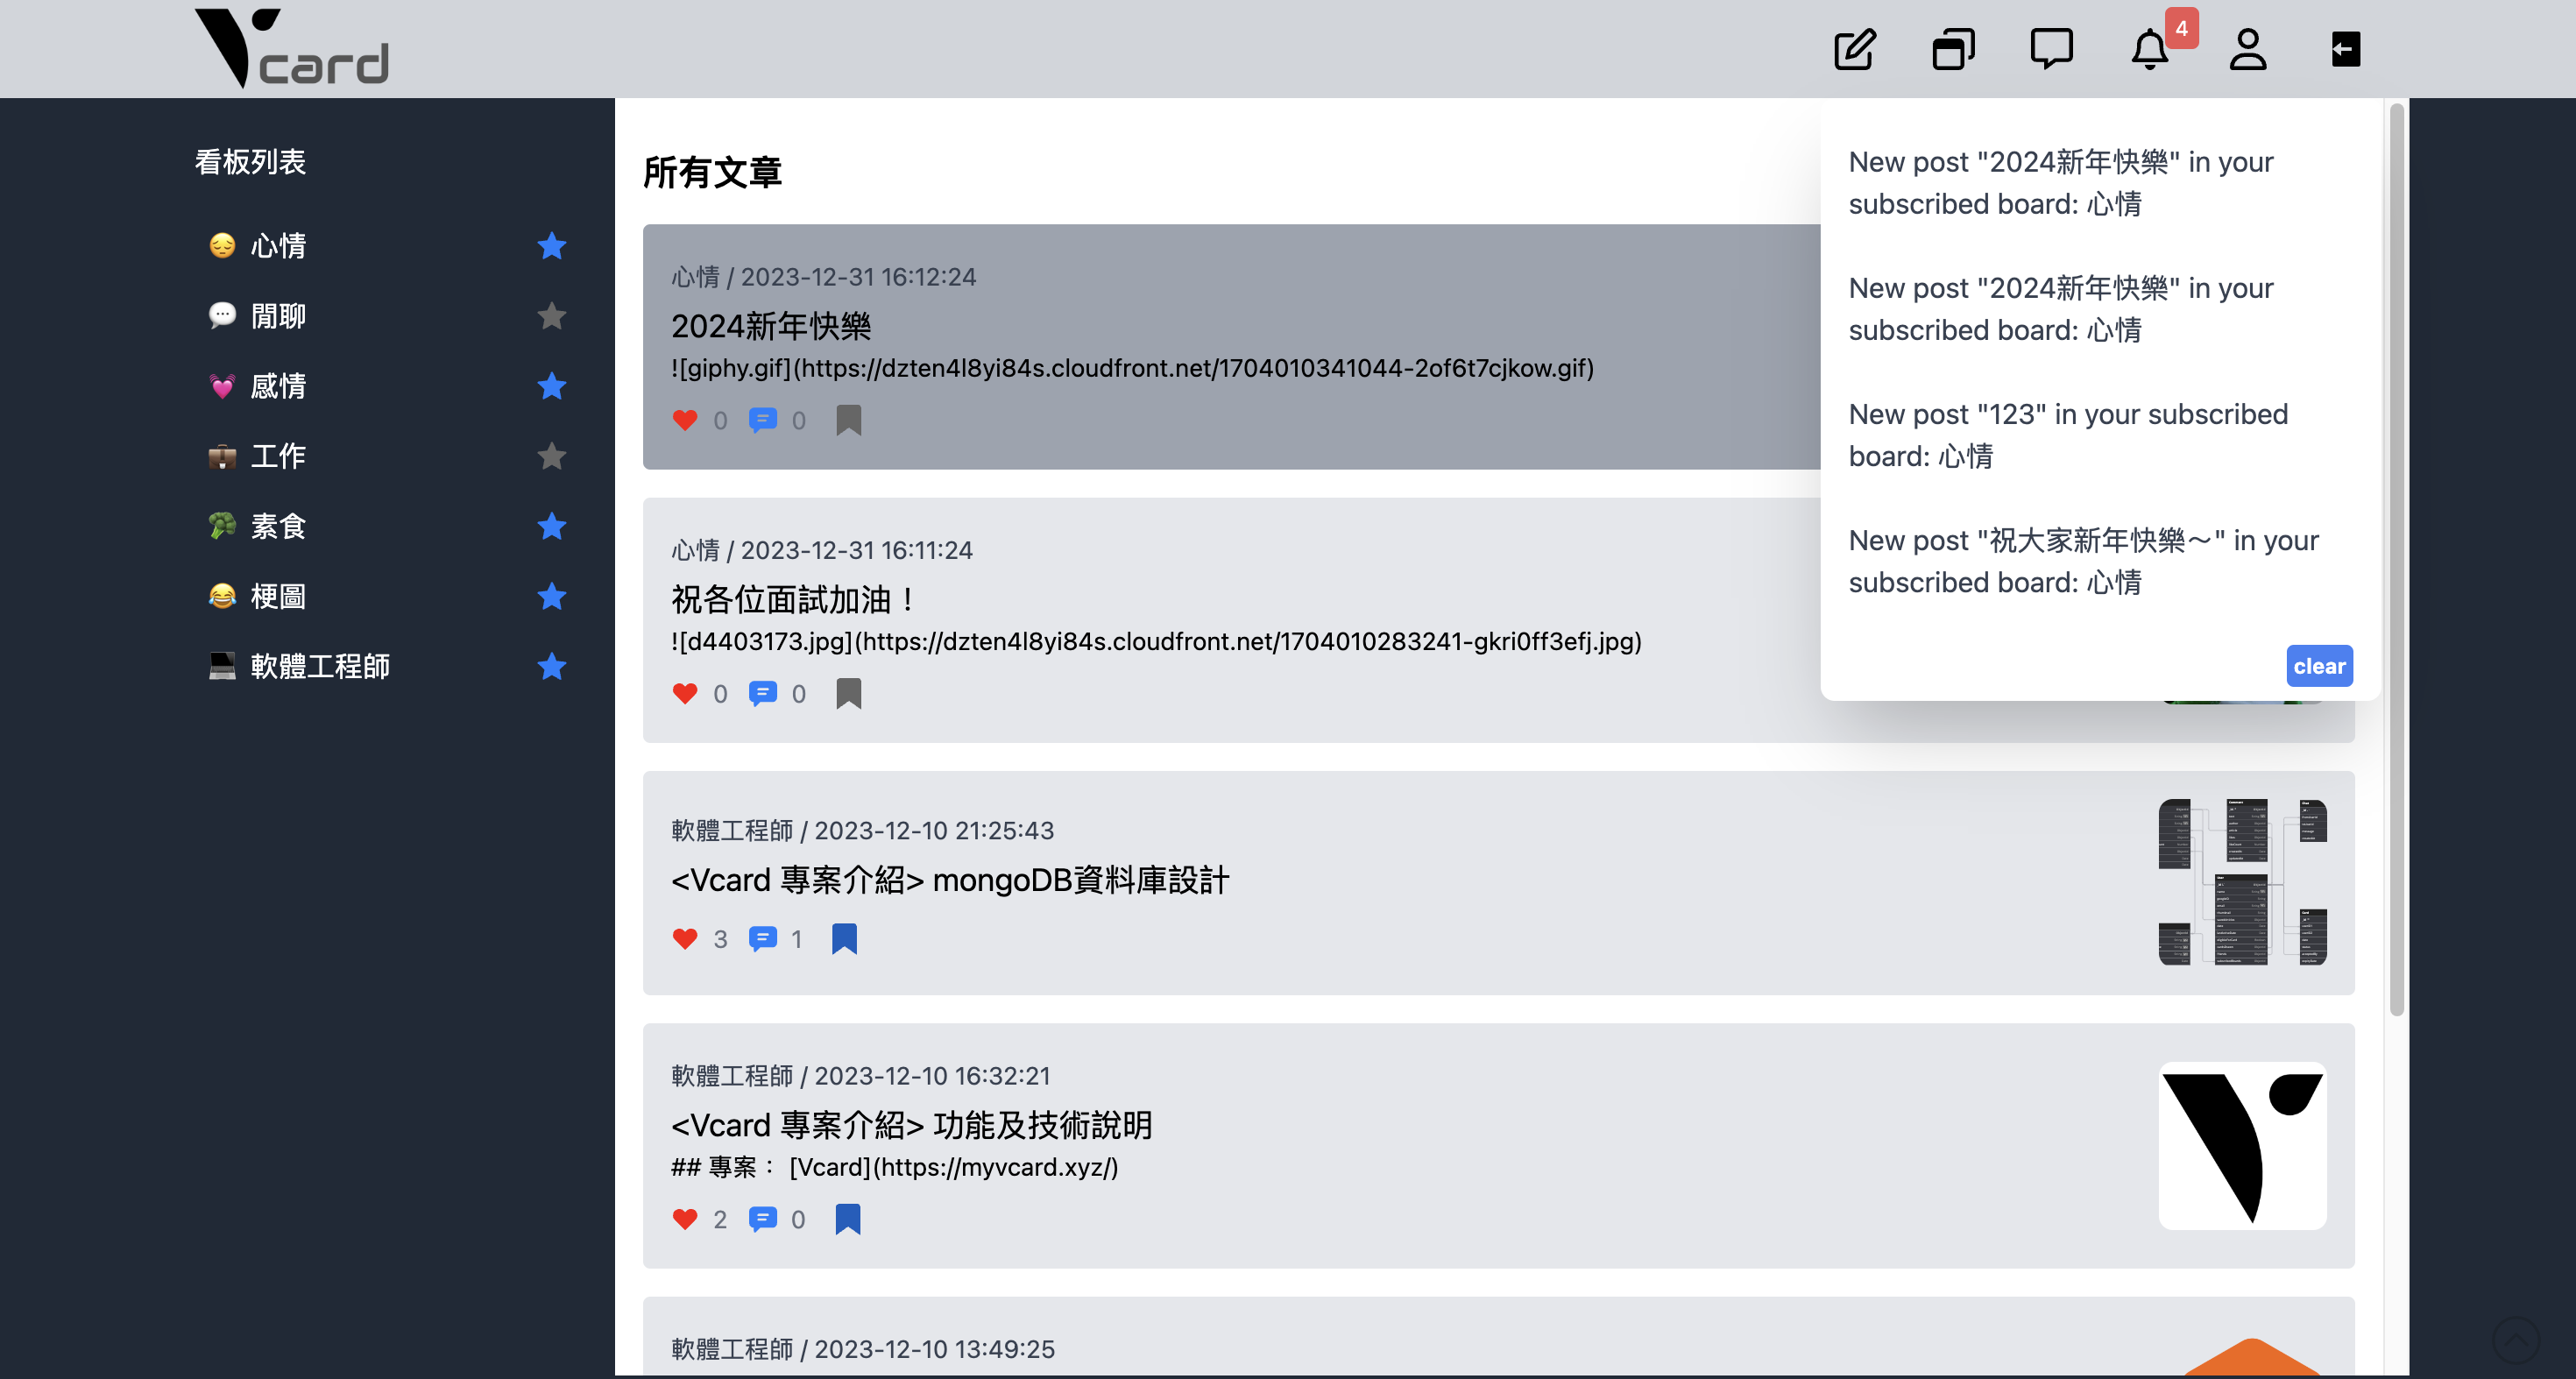 Vcard
4
看板列表
😔 心情
💬 閒聊
💓 感情
💼 工作
🥦 素食
😂 梗圖
💻 軟體工程師
所有文章
心情 / 2023-12-31 16:12:24
2024新年快樂
![giphy.gif](https://dzten4l8yi84s.cloudfront.net/1704010341044-2of6t7cjkow.gif)
0 0
心情 / 2023-12-31 16:11:24
祝各位面試加油！
![d4403173.jpg](https://dzten4l8yi84s.cloudfront.net/1704010283241-gkri0ff3efj.jpg)
0 0
軟體工程師 / 2023-12-10 21:25:43
<Vcard 專案介紹> mongoDB資料庫設計
3 1
軟體工程師 / 2023-12-10 16:32:21
<Vcard 專案介紹> 功能及技術說明
## 專案： [Vcard](https://myvcard.xyz/)
2 0
軟體工程師 / 2023-12-10 13:49:25
New post "2024新年快樂" in your
subscribed board: 心情
New post "2024新年快樂" in your
subscribed board: 心情
New post "123" in your subscribed
board: 心情
New post "祝大家新年快樂～" in your
subscribed board: 心情
clear